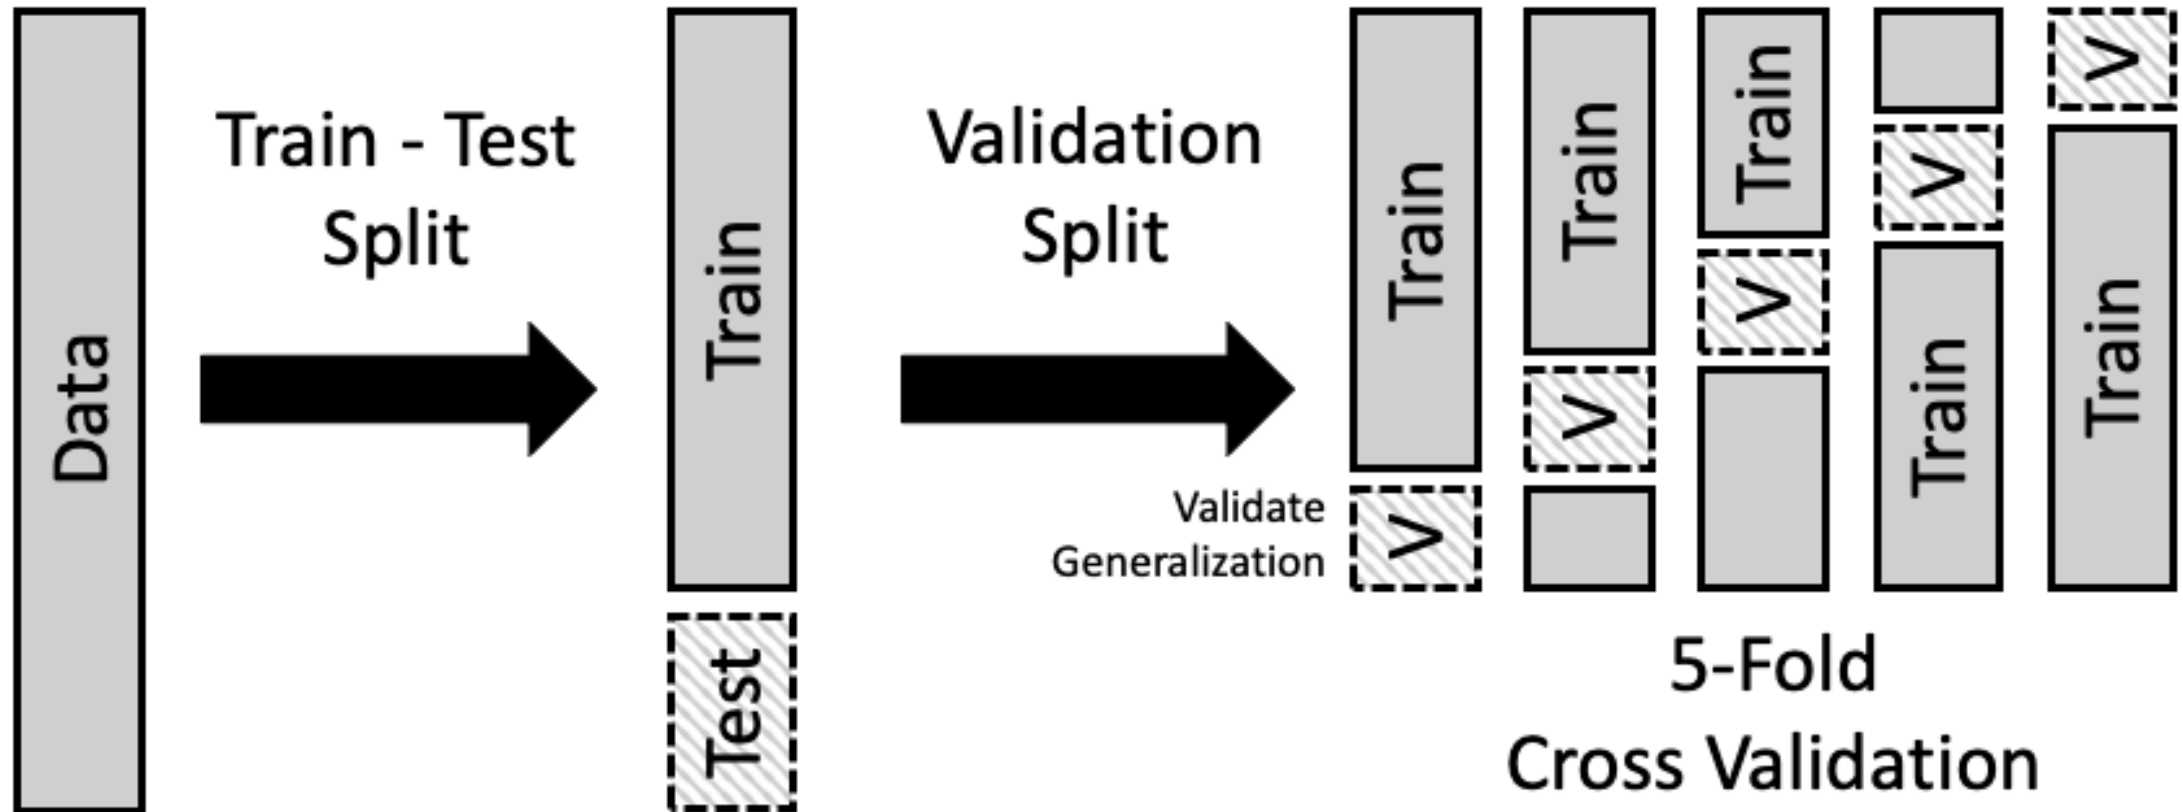 Data
Train - Test
Split
Train
Test
Validation
Split
Validate
Generalization
Train
V
Train
V
Train
V
V
Train
V
Train
5-Fold
Cross Validation